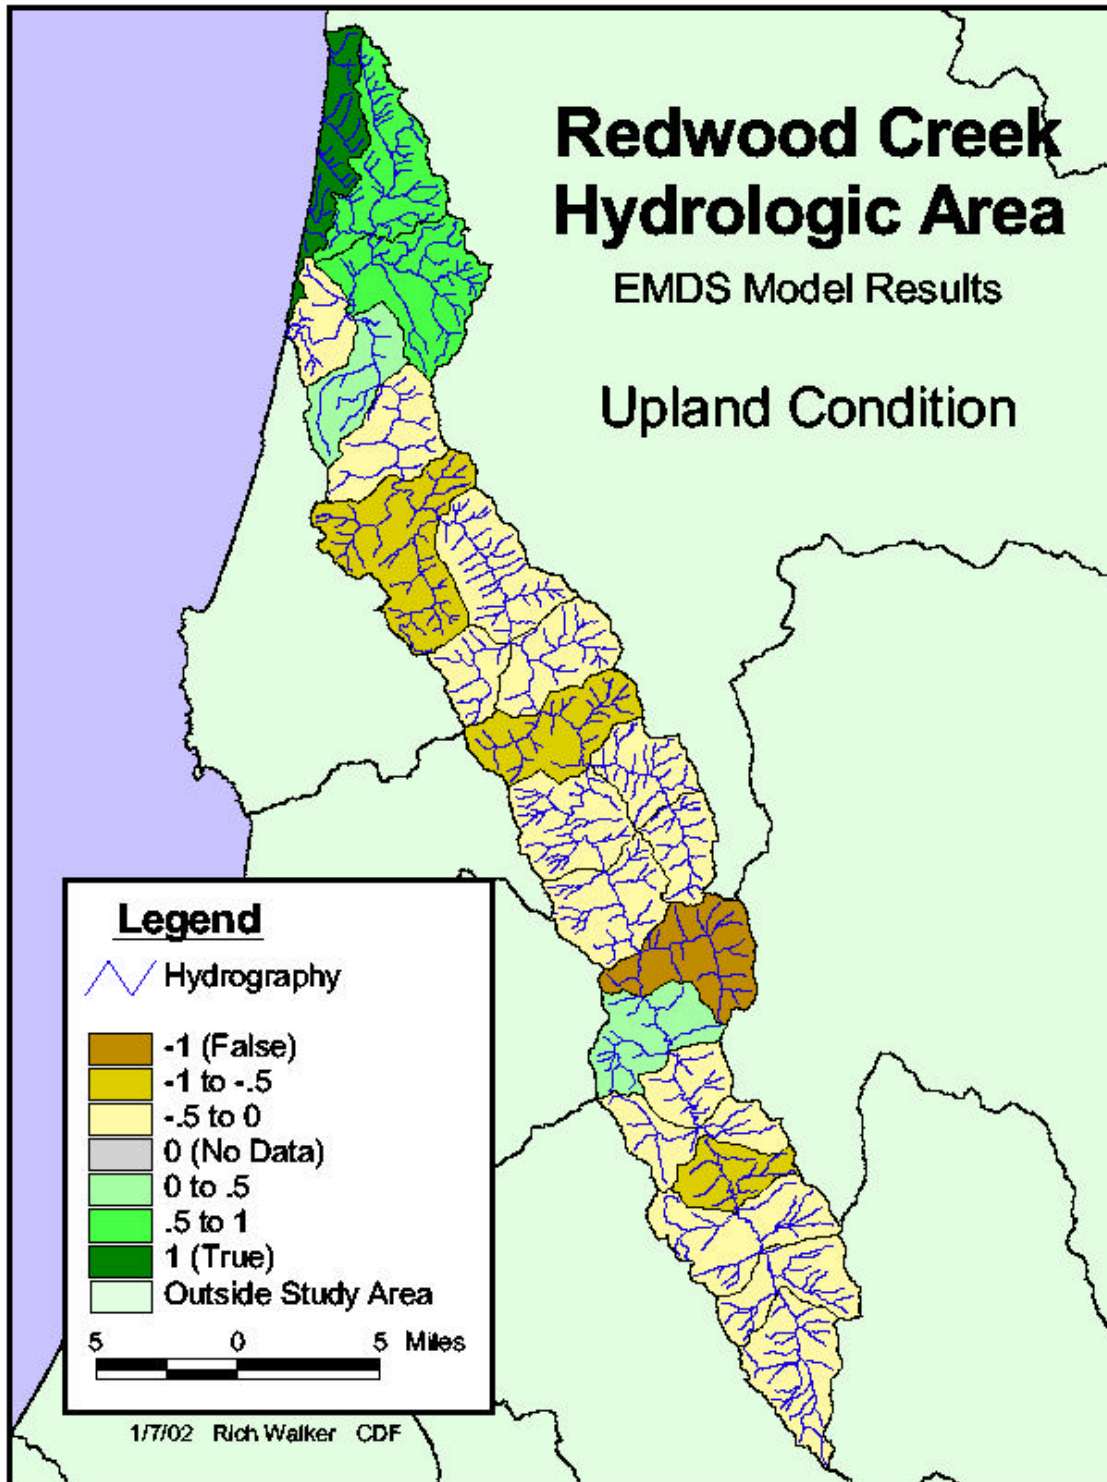 Redwood Creek
Hydrologic Area
EMDS Model Results
Upland Condition
Legend
Hydrography
-1 (False)
-1 to -.5
-.5 to 0
0 (No Data)
0 to .5
.5 to 1
1 (True)
Outside Study Area
5 0 5 Miles
1/7/02 Rich Walker CDF